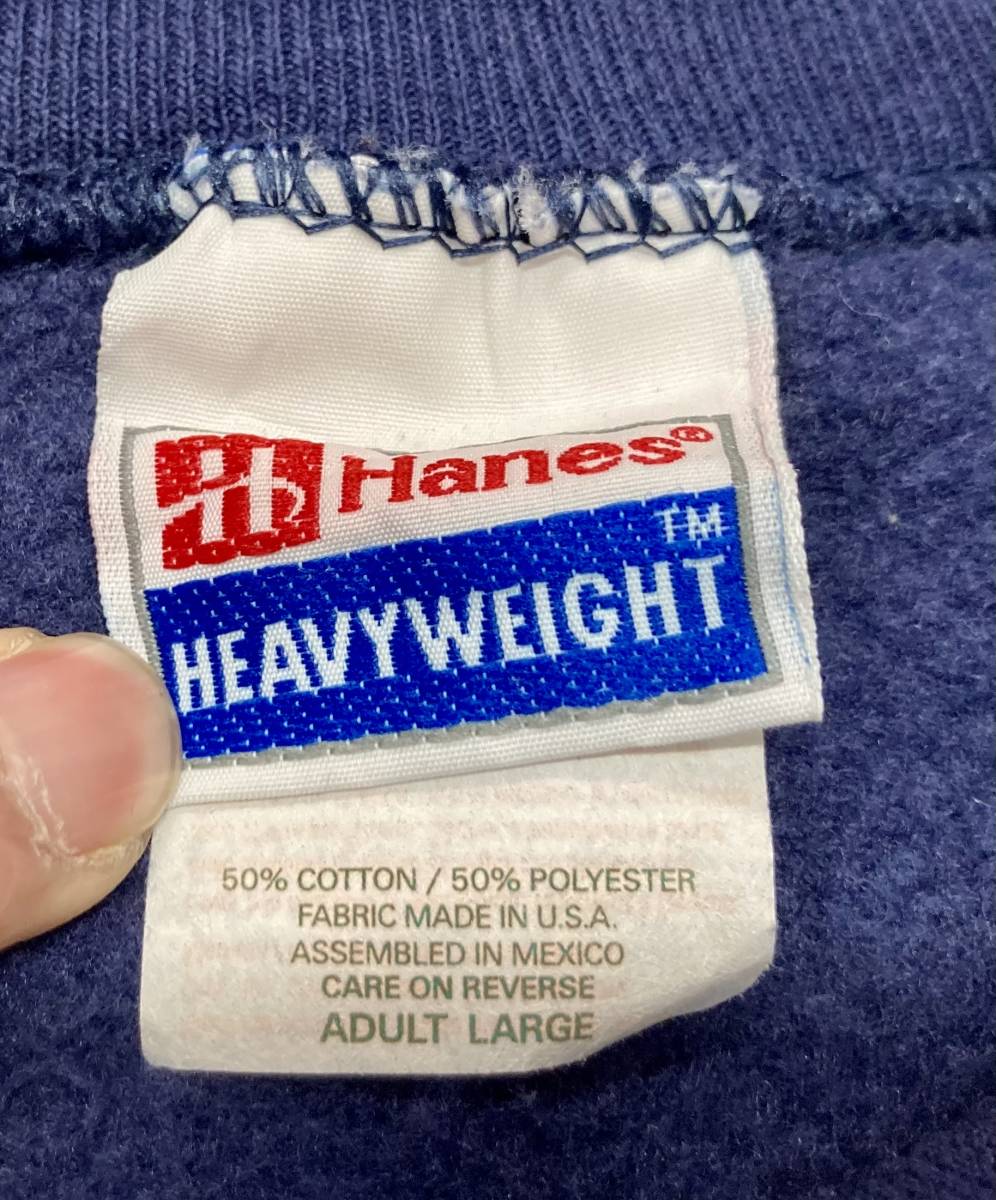 Hanes®
HEAVYWEIGHT™
50% COTTON / 50% POLYESTER
FABRIC MADE IN U.S.A.
ASSEMBLED IN MEXICO
CARE ON REVERSE
ADULT LARGE